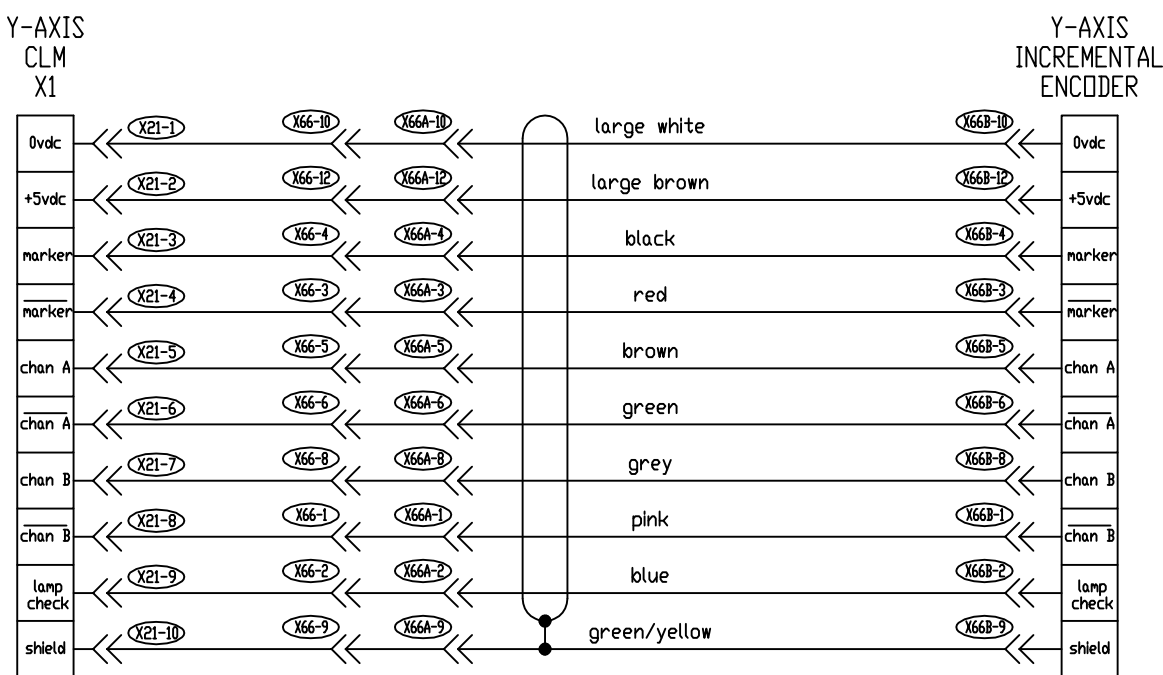 Y-AXIS
CLM
X1
Y-AXIS
INCREMENTAL
ENCODER
0vdc X21-1 X66-10 X66A-10 large white X66B-10 0vdc
+5vdc X21-2 X66-12 X66A-12 large brown X66B-12 +5vdc
marker X21-3 X66-4 X66A-4 black X66B-4 marker
marker X21-4 X66-3 X66A-3 red X66B-3 marker
chan A X21-5 X66-5 X66A-5 brown X66B-5 chan A
chan A X21-6 X66-6 X66A-6 green X66B-6 chan A
chan B X21-7 X66-8 X66A-8 grey X66B-8 chan B
chan B X21-8 X66-1 X66A-1 pink X66B-1 chan B
lamp
check X21-9 X66-2 X66A-2 blue X66B-2 lamp
check
shield X21-10 X66-9 X66A-9 green/yellow X66B-9 shield